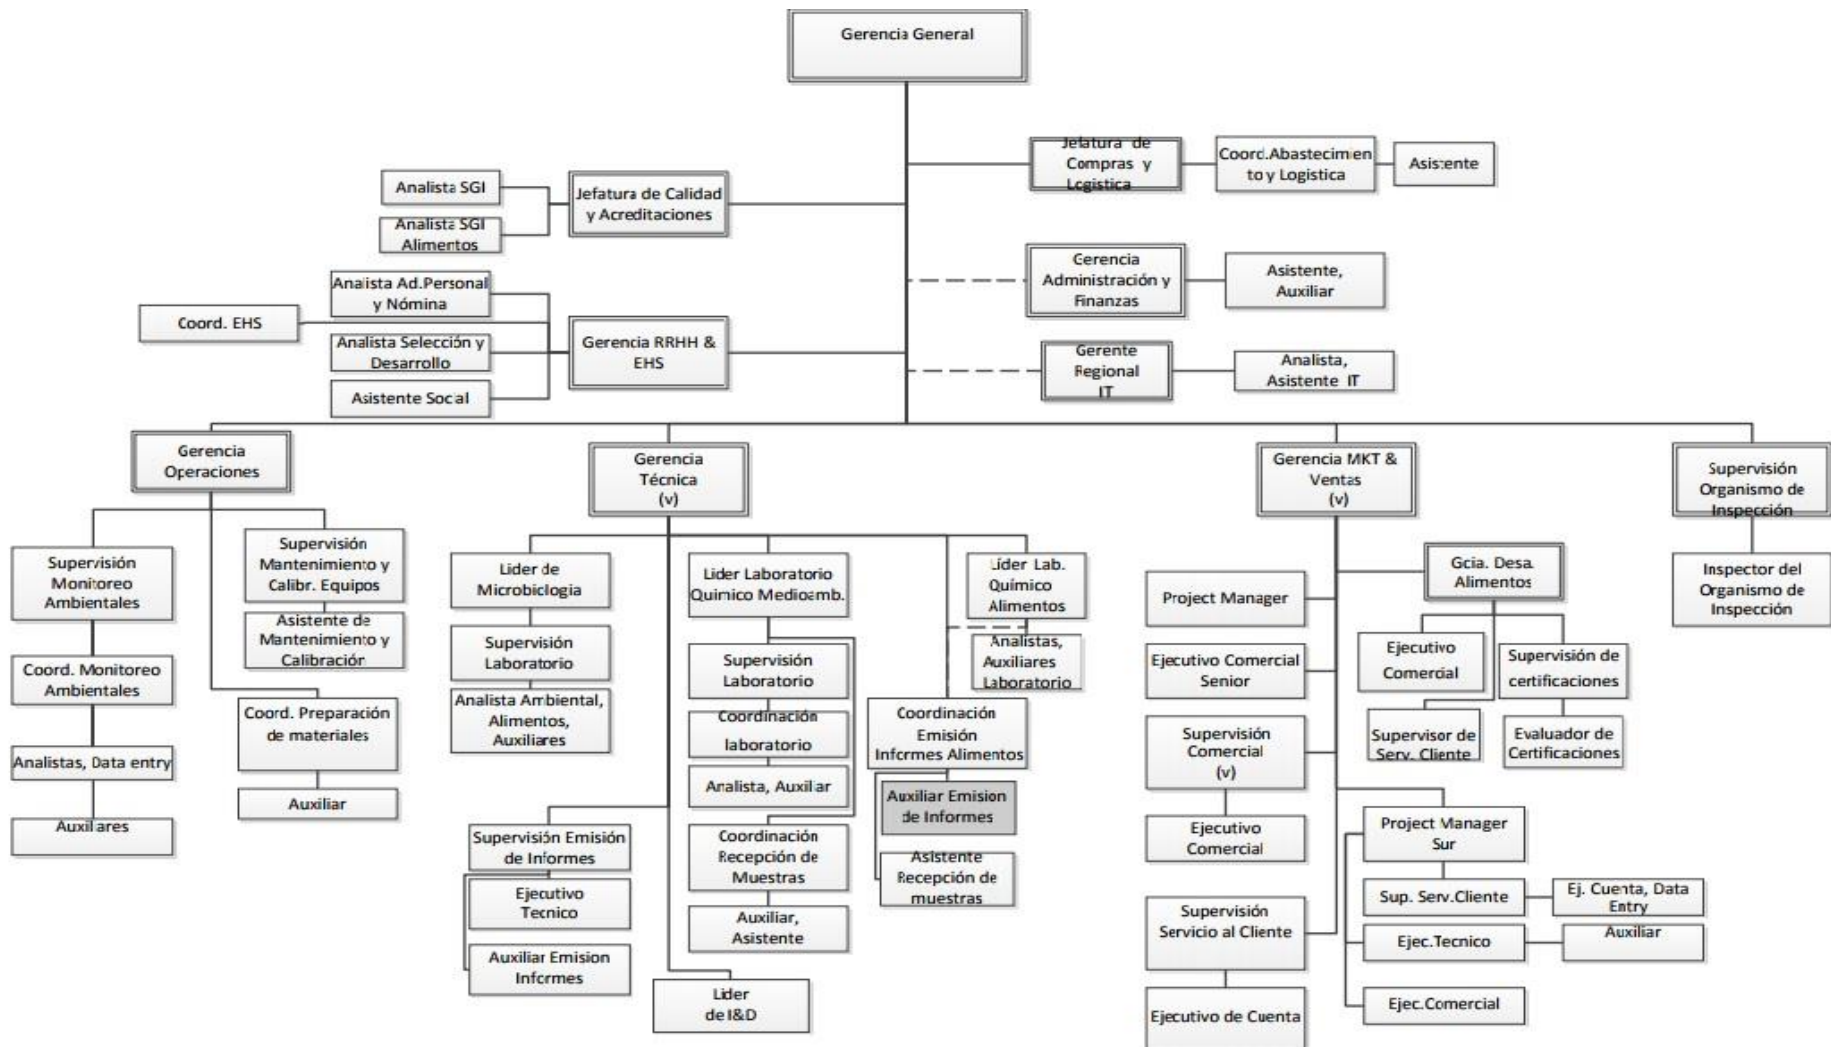 Gerencia General
Jefatura de
Compras y
Logistica
Coord.Abastecimien
to y Logistica
Asistente
Analista SGI
Jefatura de Calidad
y Acreditaciones
Analista SGI
Alimentos
Gerencia
Administración y
Finanzas
Asistente,
Auxiliar
Analista Ad.Personal
y Nómina
Coord. EHS
Analista Selección y
Desarrollo
Gerencia RRHH &
EHS
Asistente Social
Gerente
Regional
IT
Analista,
Asistente IT
Gerencia
Operaciones
Gerencia
Técnica
(v)
Gerencia MKT &
Ventas
(v)
Supervisión
Organismo de
Inspección
Supervisión
Monitoreo
Ambientales
Supervisión
Mantenimiento y
Calibr. Equipos
Asistente de
Mantenimiento y
Calibración
Coord. Monitoreo
Ambientales
Coord. Preparación
de materiales
Analistas, Data entry
Auxiliar
Auxiliares
Lider de
Microbiologia
Supervisión
Laboratorio
Analista Ambiental,
Alimentos,
Auxiliares
Lider Laboratorio
Quimico Medioamb.
Supervisión
Laboratorio
Coordinación
laboratorio
Analista, Auxiliar
Coordinación
Recepción de
Muestras
Auxiliar,
Asistente
Líder Lab.
Químico
Alimentos
Analistas,
Auxiliares
Laboratorio
Coordinación
Emisión
Informes Alimentos
Auxiliar Emision
de Informes
Asistente
Recepción de
muestras
Supervisión Emisión
de Informes
Ejecutivo
Tecnico
Auxiliar Emision
Informes
Lider
de I&D
Project Manager
Ejecutivo Comercial
Senior
Supervisión
Comercial
(v)
Ejecutivo
Comercial
Supervisión
Servicio al Cliente
Ejecutivo de Cuenta
Gcia. Desa.
Alimentos
Ejecutivo
Comercial
Supervisión de
certificaciones
Supervisor de
Serv. Cliente
Evaluador de
Certificaciones
Project Manager
Sur
Sup. Serv.Cliente
Ej. Cuenta, Data
Entry
Ejec.Tecnico
Auxiliar
Ejec.Comercial
Inspector del
Organismo de
Inspección